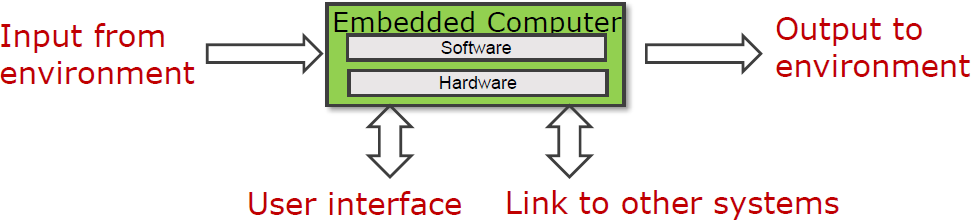 Input from
environment
Embedded Computer
Software
Hardware
Output to
environment
User interface
Link to other systems